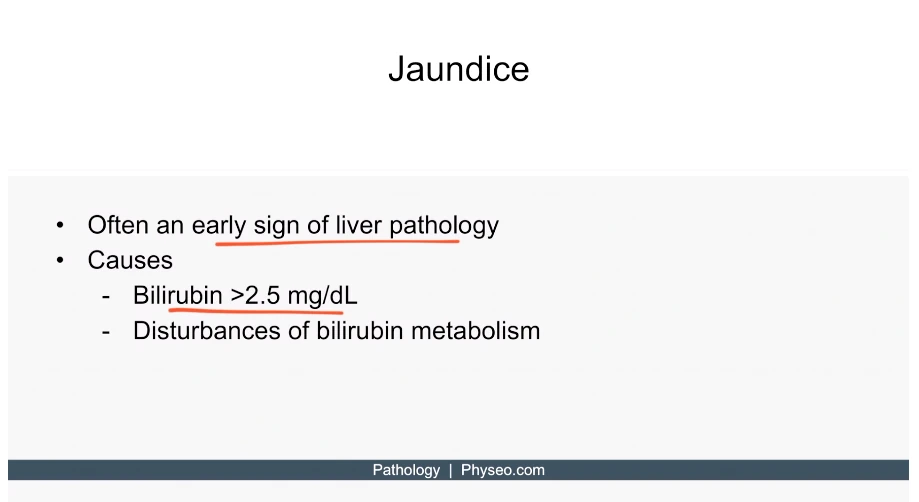 Jaundice
• Often an early sign of liver pathology
• Causes
- Bilirubin >2.5 mg/dL
- Disturbances of bilirubin metabolism
Pathology | Physeo.com